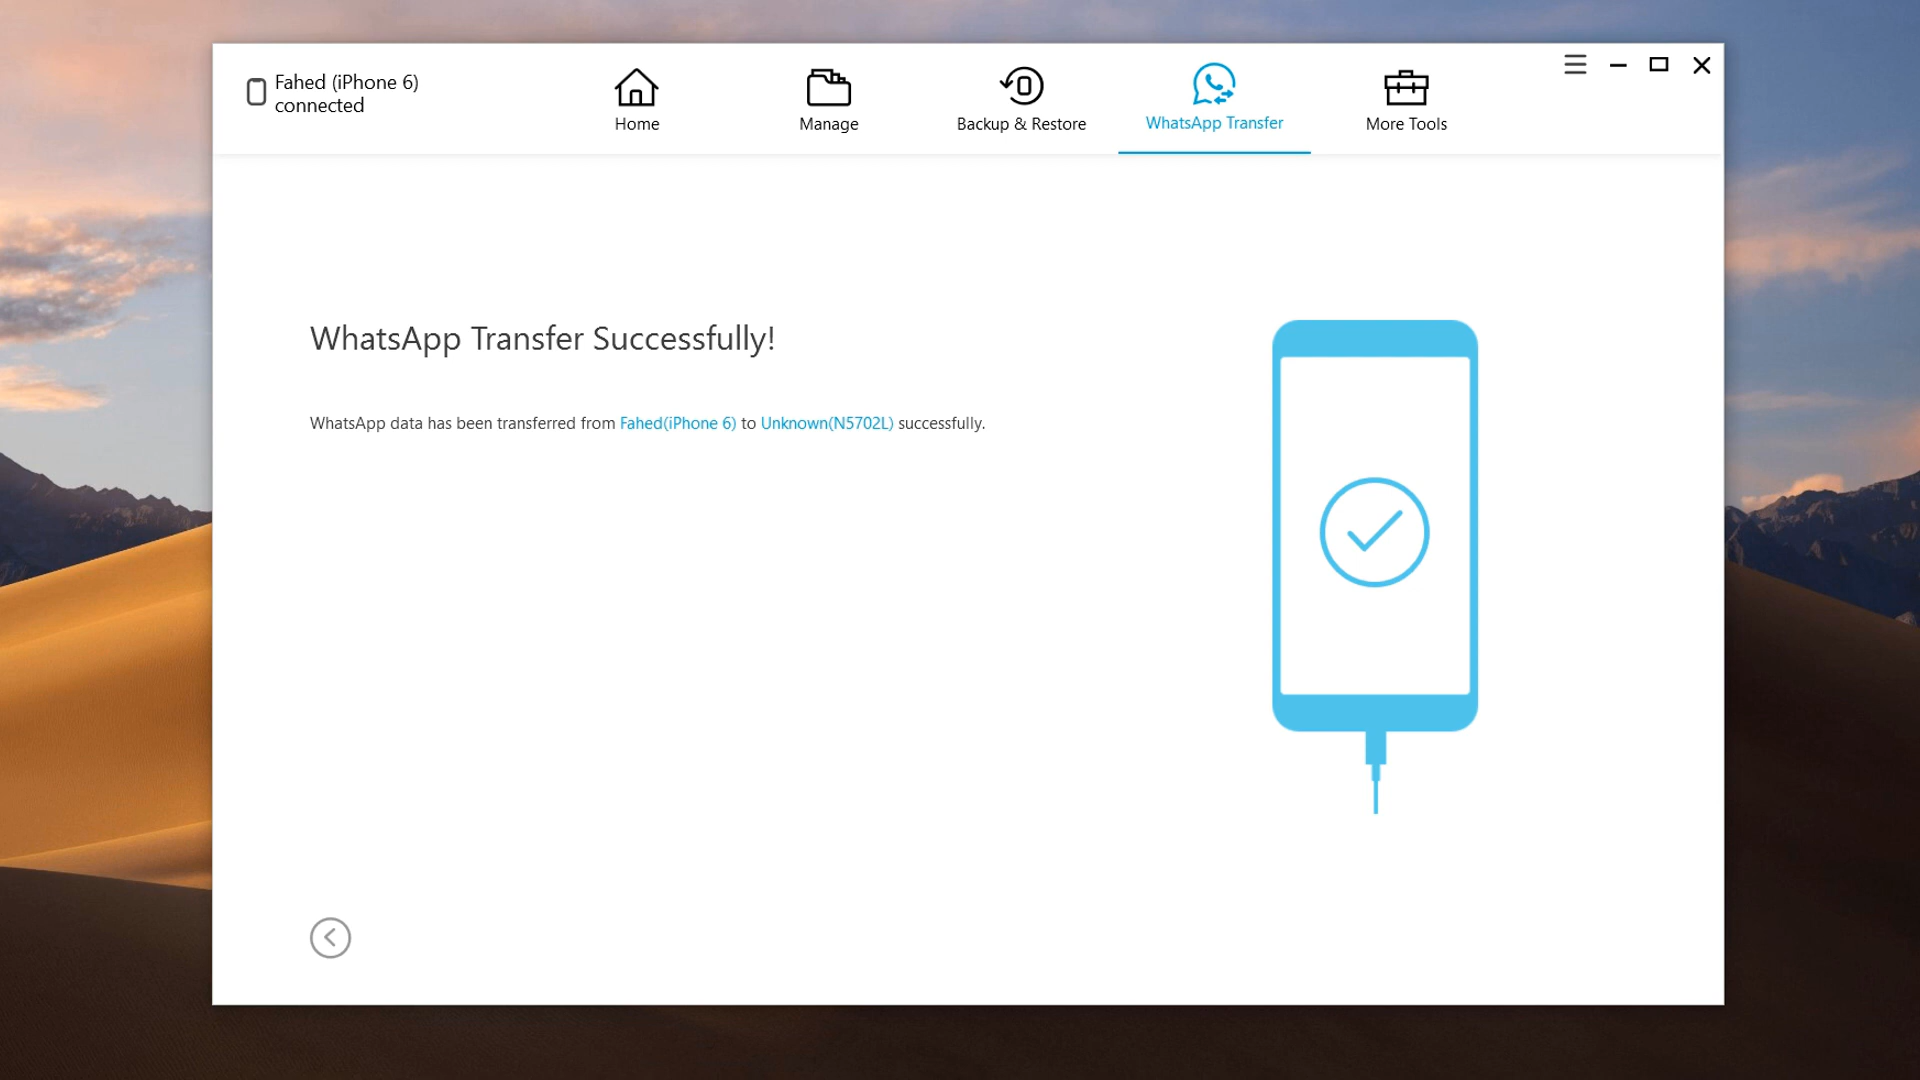 Fahed (iPhone 6)
connected
Home
Manage
Backup & Restore
WhatsApp Transfer
More Tools
WhatsApp Transfer Successfully!
WhatsApp data has been transferred from Fahed(iPhone 6) to Unknown(N5702L) successfully.